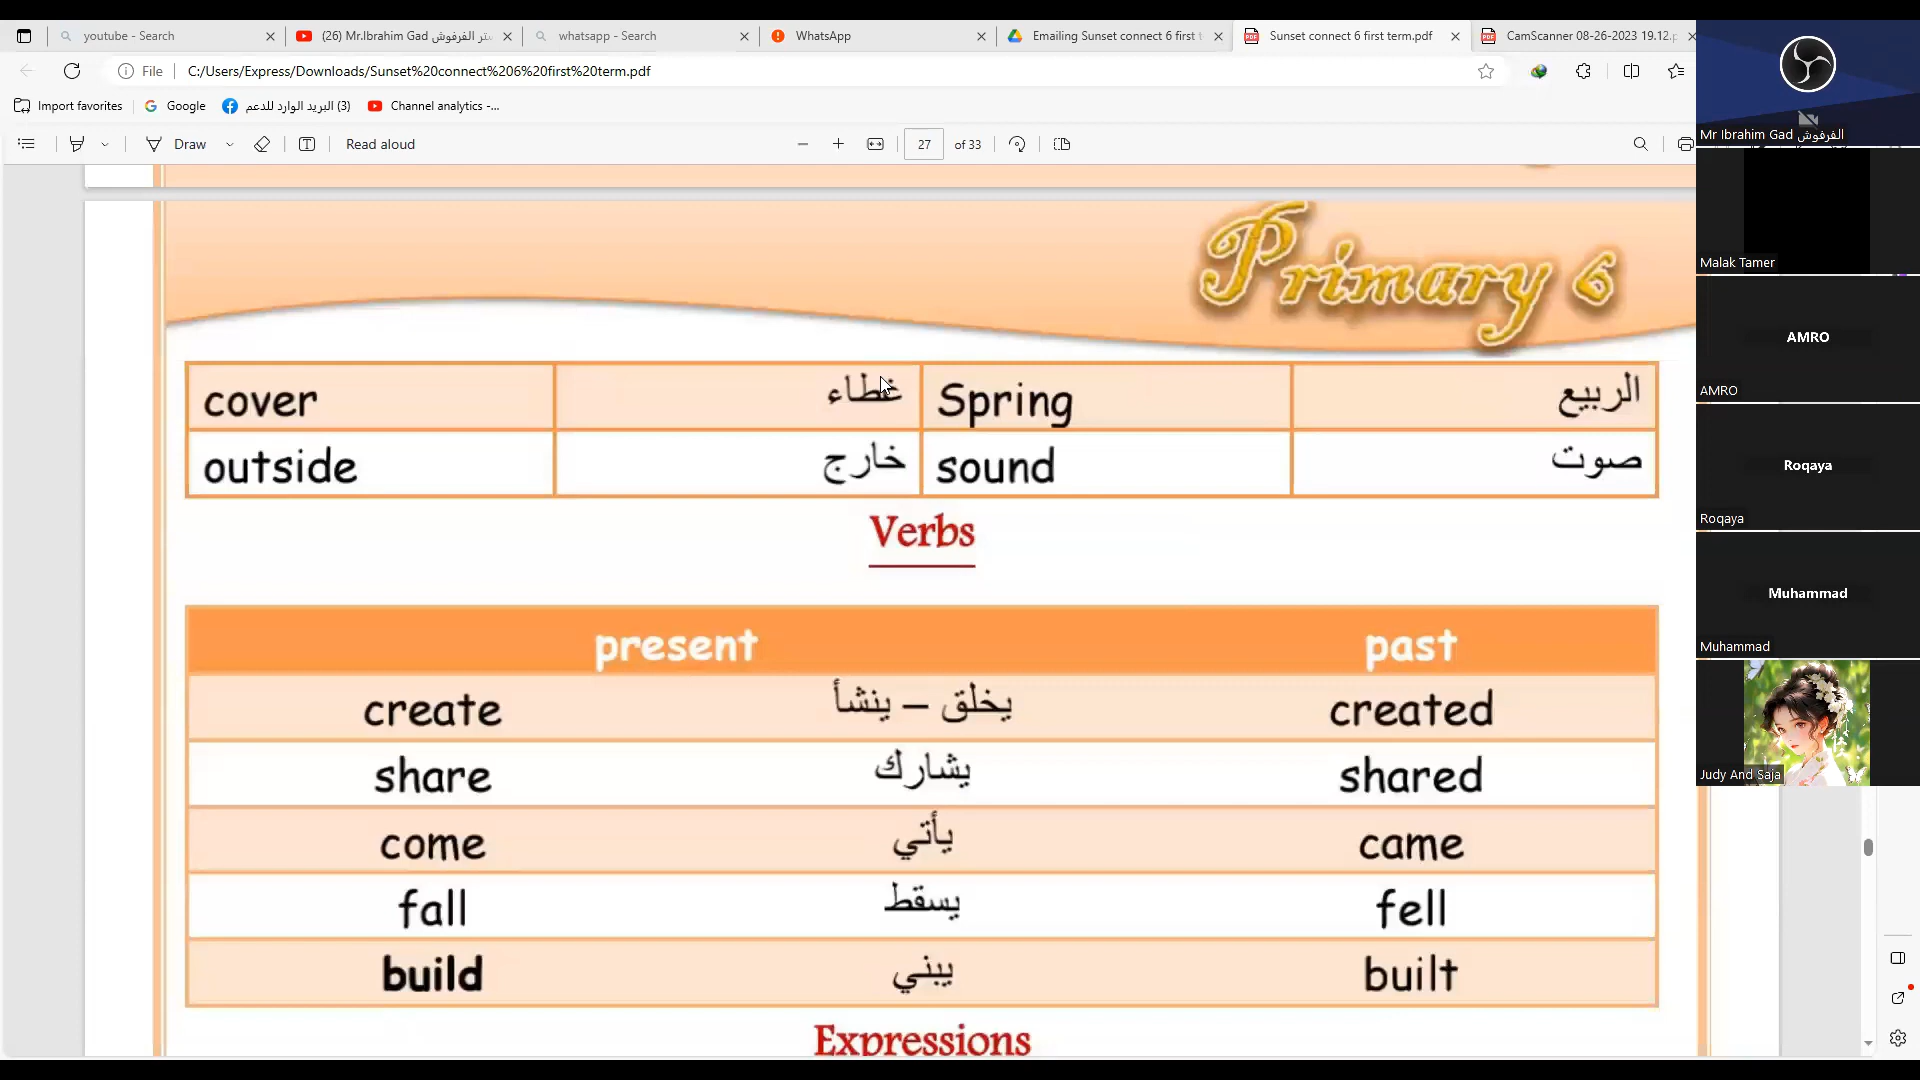 youtube - Search
(26) Mr.Ibrahim Gad ستر الفرفوش
whatsapp - Search
WhatsApp
Emailing Sunset connect 6 first t
Sunset connect 6 first term.pdf
CamScanner 08-26-2023 19.12.p
File
C:/Users/Express/Downloads/Sunset%20connect%206%20first%20term.pdf
Import favorites
Google
(3) البريد الوارد للدعم
Channel analytics -...
Draw
Read aloud
27
of 33
Primary 6
cover غطاء Spring الربيع
outside خارج sound صوت
Verbs
present past
create يخلق – ينشأ created
share يشارك shared
come يأتي came
fall يسقط fell
build يبني built
Expressions
Mr Ibrahim Gad الفرفوش
Malak Tamer
AMRO
AMRO
Roqaya
Roqaya
Muhammad
Muhammad
Judy And Saja